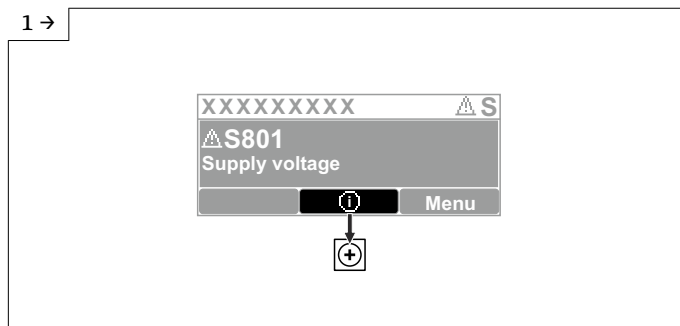 1 →
XXXXXXXXX ⚠ S
⚠S801
Supply voltage
ⓘ Menu
+